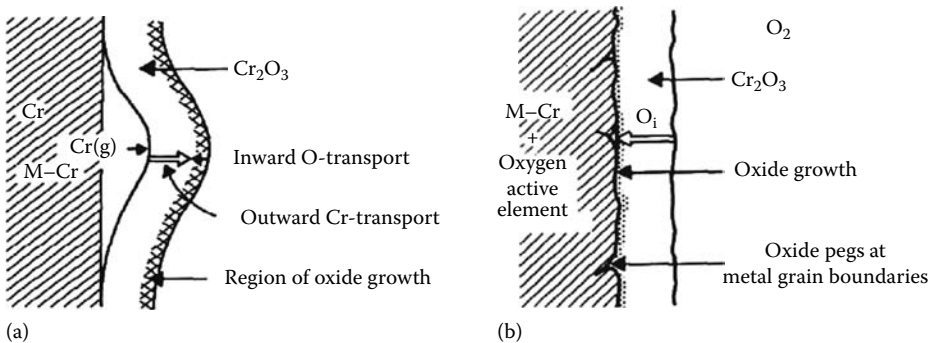 Cr₂O₃
Cr
Cr(g)
M–Cr
Inward O-transport
Outward Cr-transport
Region of oxide growth
(a)
O₂
Cr₂O₃
M–Cr
+
Oxygen
active
element
Oᵢ
Oxide growth
Oxide pegs at
metal grain boundaries
(b)